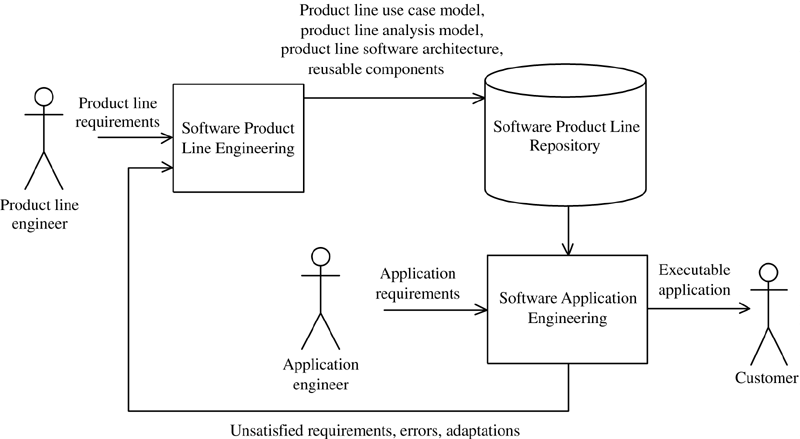 Product line use case model,
product line analysis model,
product line software architecture,
reusable components
Product line
requirements
Software Product
Line Engineering
Software Product Line
Repository
Product line
engineer
Application
requirements
Software Application
Engineering
Executable
application
Application
engineer
Customer
Unsatisfied requirements, errors, adaptations